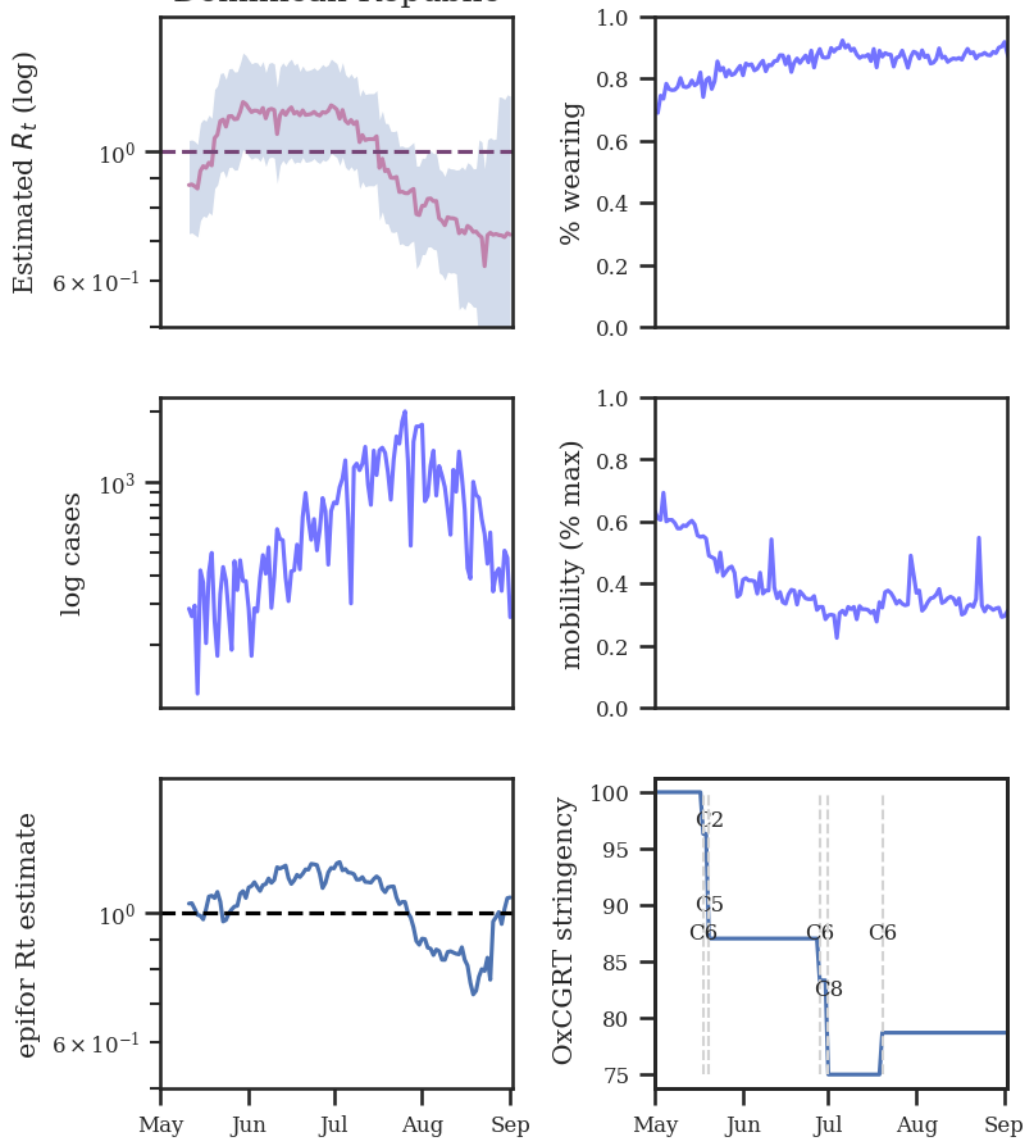 Dominican Republic
Estimated R_t (log)
10^0
6 × 10^−1
% wearing
1.0
0.8
0.6
0.4
0.2
0.0
log cases
10^3
mobility (% max)
1.0
0.8
0.6
0.4
0.2
0.0
epifor Rt estimate
10^0
6 × 10^−1
May Jun Jul Aug Sep
OxCGRT stringency
100
95
90
85
80
75
C2
C5
C6 C6 C6
C8
May Jun Jul Aug Sep